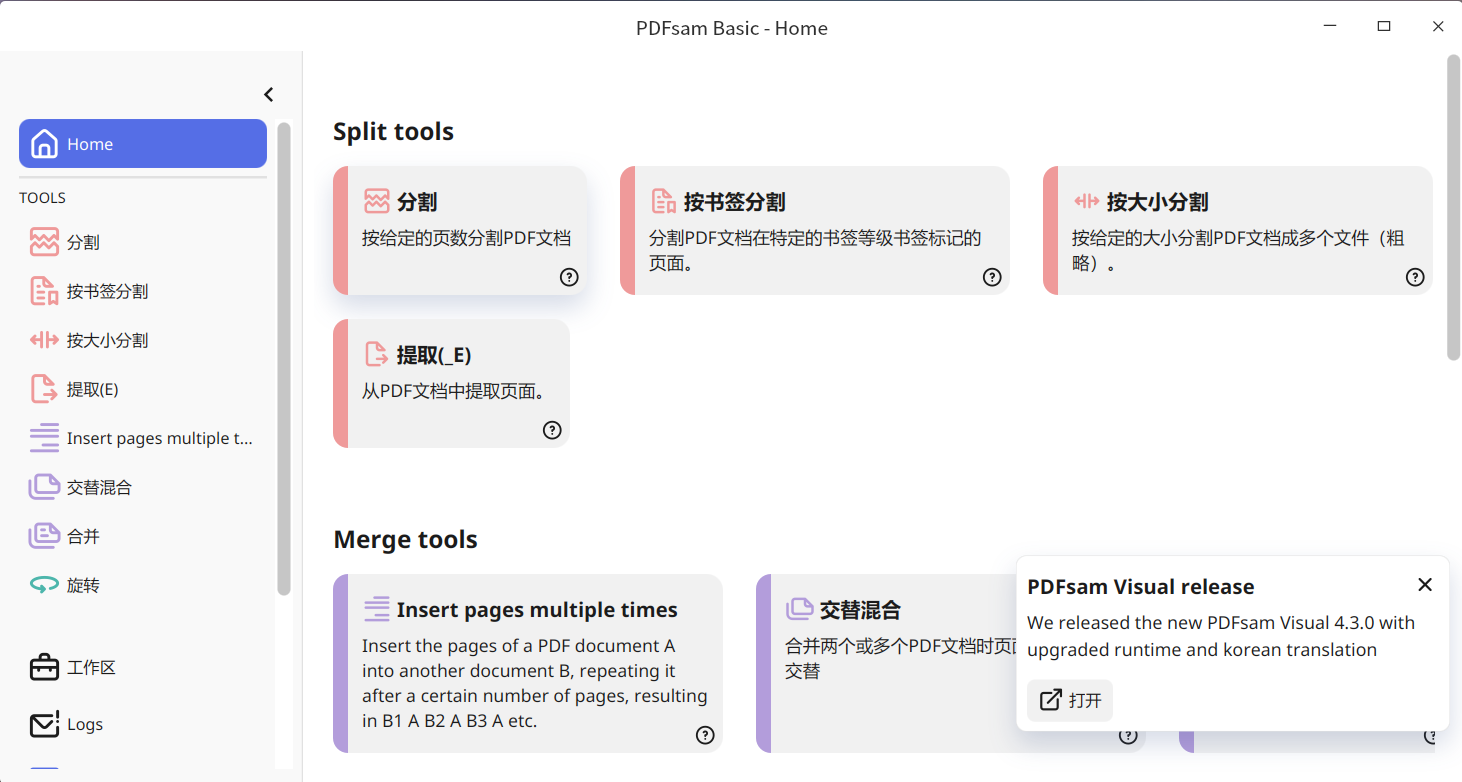 PDFsam Basic - Home
Home
TOOLS
分割
按书签分割
按大小分割
提取(E)
Insert pages multiple t...
交替混合
合并
旋转
工作区
Logs
Split tools
分割
按给定的页数分割PDF文档
按书签分割
分割PDF文档在特定的书签等级书签标记的
页面。
按大小分割
按给定的大小分割PDF文档成多个文件（粗
略）。
提取(_E)
从PDF文档中提取页面。
Merge tools
Insert pages multiple times
Insert the pages of a PDF document A
into another document B, repeating it
after a certain number of pages, resulting
in B1 A B2 A B3 A etc.
交替混合
合并两个或多个PDF文档时页
交替
PDFsam Visual release
We released the new PDFsam Visual 4.3.0 with
upgraded runtime and korean translation
打开